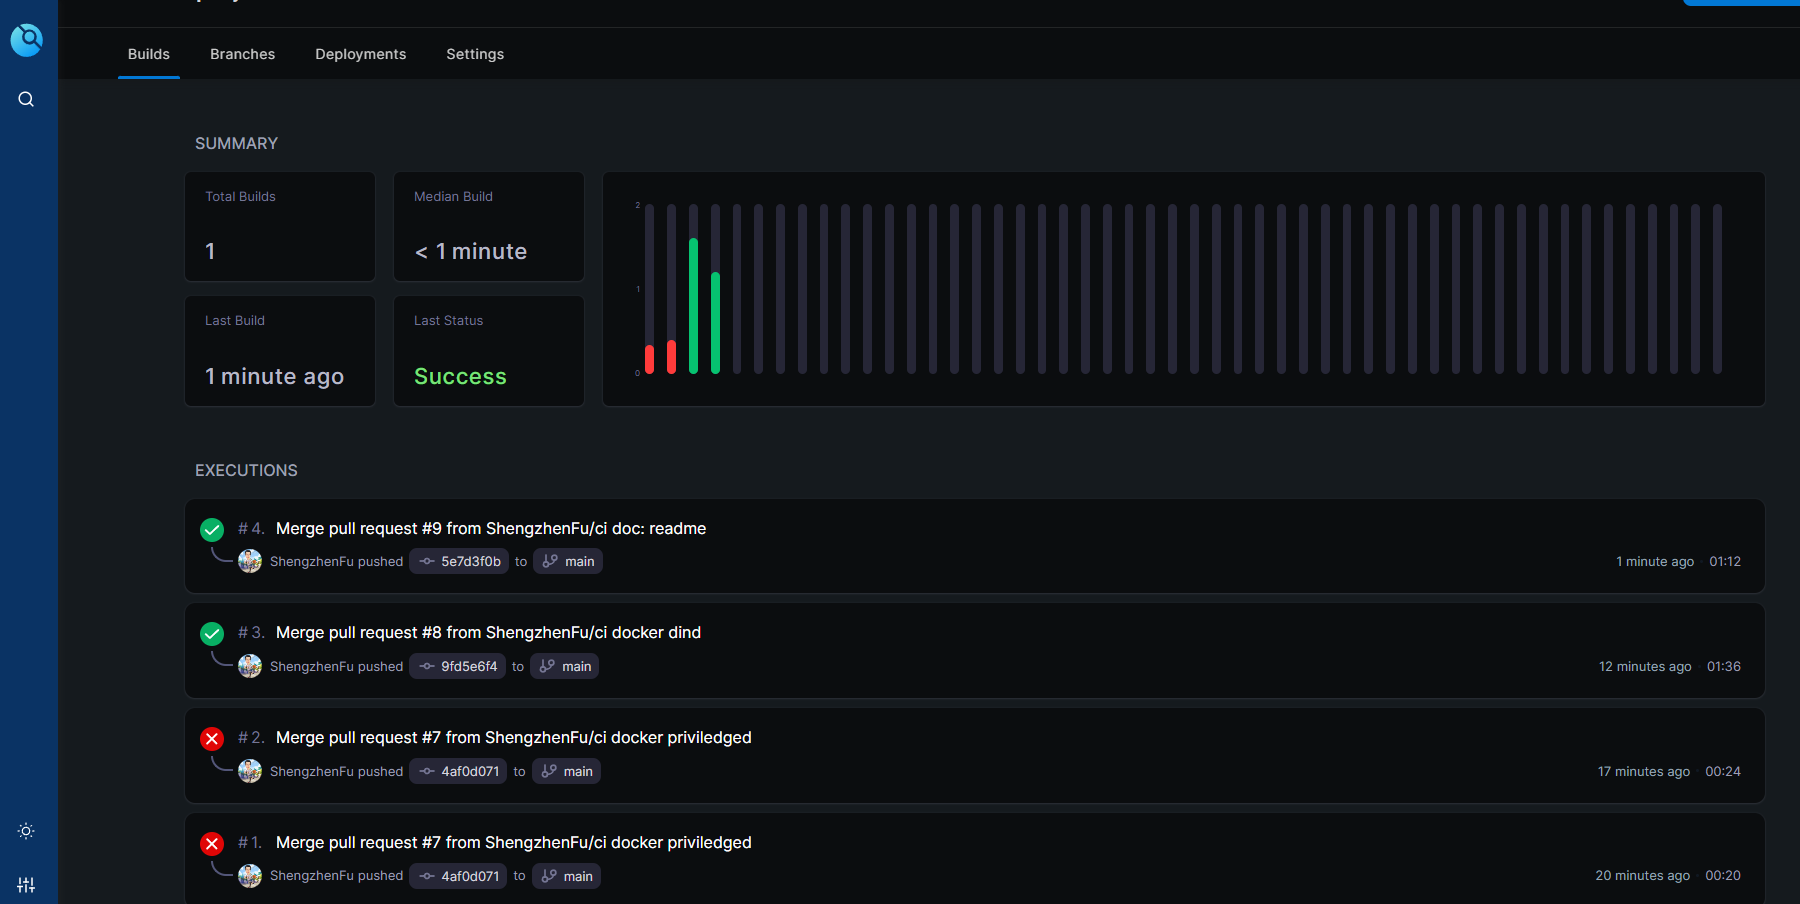 Builds Branches Deployments Settings
SUMMARY
Total Builds
1
Median Build
< 1 minute
Last Build
1 minute ago
Last Status
Success
2
1
0
EXECUTIONS
# 4. Merge pull request #9 from ShengzhenFu/ci doc: readme
ShengzhenFu pushed 5e7d3f0b to main 1 minute ago 01:12
# 3. Merge pull request #8 from ShengzhenFu/ci docker dind
ShengzhenFu pushed 9fd5e6f4 to main 12 minutes ago 01:36
# 2. Merge pull request #7 from ShengzhenFu/ci docker priviledged
ShengzhenFu pushed 4af0d071 to main 17 minutes ago 00:24
# 1. Merge pull request #7 from ShengzhenFu/ci docker priviledged
ShengzhenFu pushed 4af0d071 to main 20 minutes ago 00:20